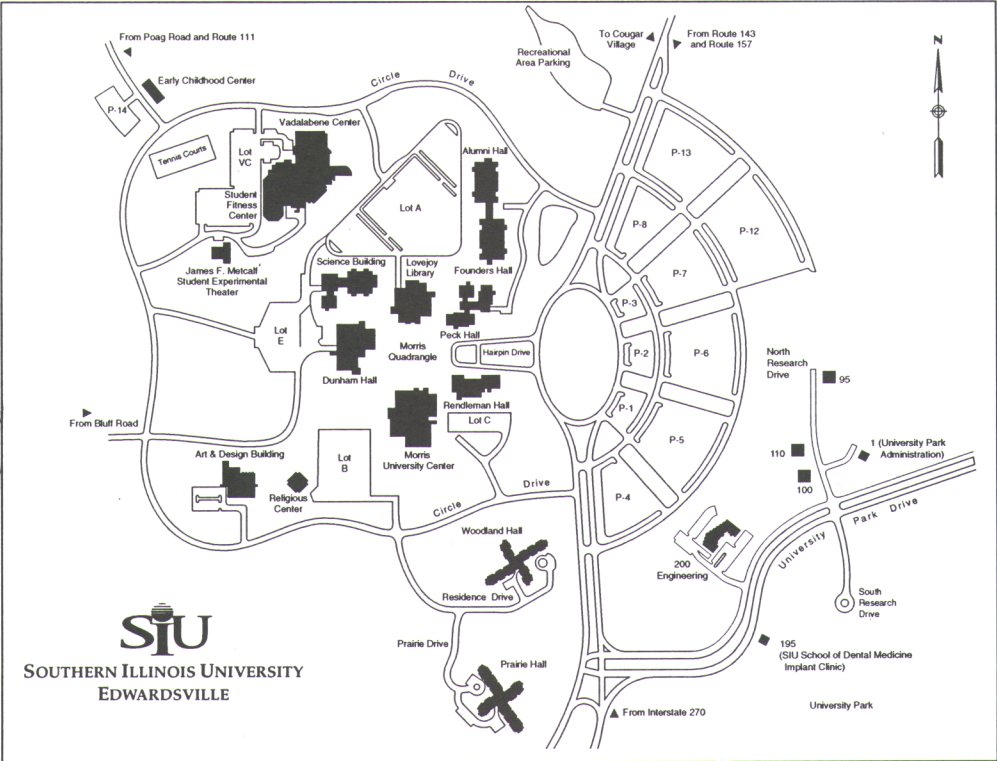 From Poag Road and Route 111
To Cougar
Village
From Route 143
and Route 157
N
Recreational
Area Parking
Circle Drive
Early Childhood Center
P-14
Vadalabene Center
Tennis Courts
Lot
VC
Alumni Hall
P-13
Student
Fitness
Center
Lot A
P-8
P-12
James F. Metcalf
Student Experimental
Theater
Science Building
Lovejoy
Library
Founders Hall
P-7
P-3
Lot
E
Peck Hall
Morris
Quadrangle
Hairpin Drive
P-2
P-6
North
Research
Drive
95
Dunham Hall
Rendleman Hall
P-1
Lot C
From Bluff Road
P-5
1 (University Park
Administration)
110
100
Art & Design Building
Lot
B
Morris
University Center
Religious
Center
Circle Drive
P-4
University Park Drive
Woodland Hall
200
Engineering
Residence Drive
South
Research
Drive
SIU
Prairie Drive
195
(SIU School of Dental Medicine
Implant Clinic)
SOUTHERN ILLINOIS UNIVERSITY
EDWARDSVILLE
Prairie Hall
University Park
From Interstate 270